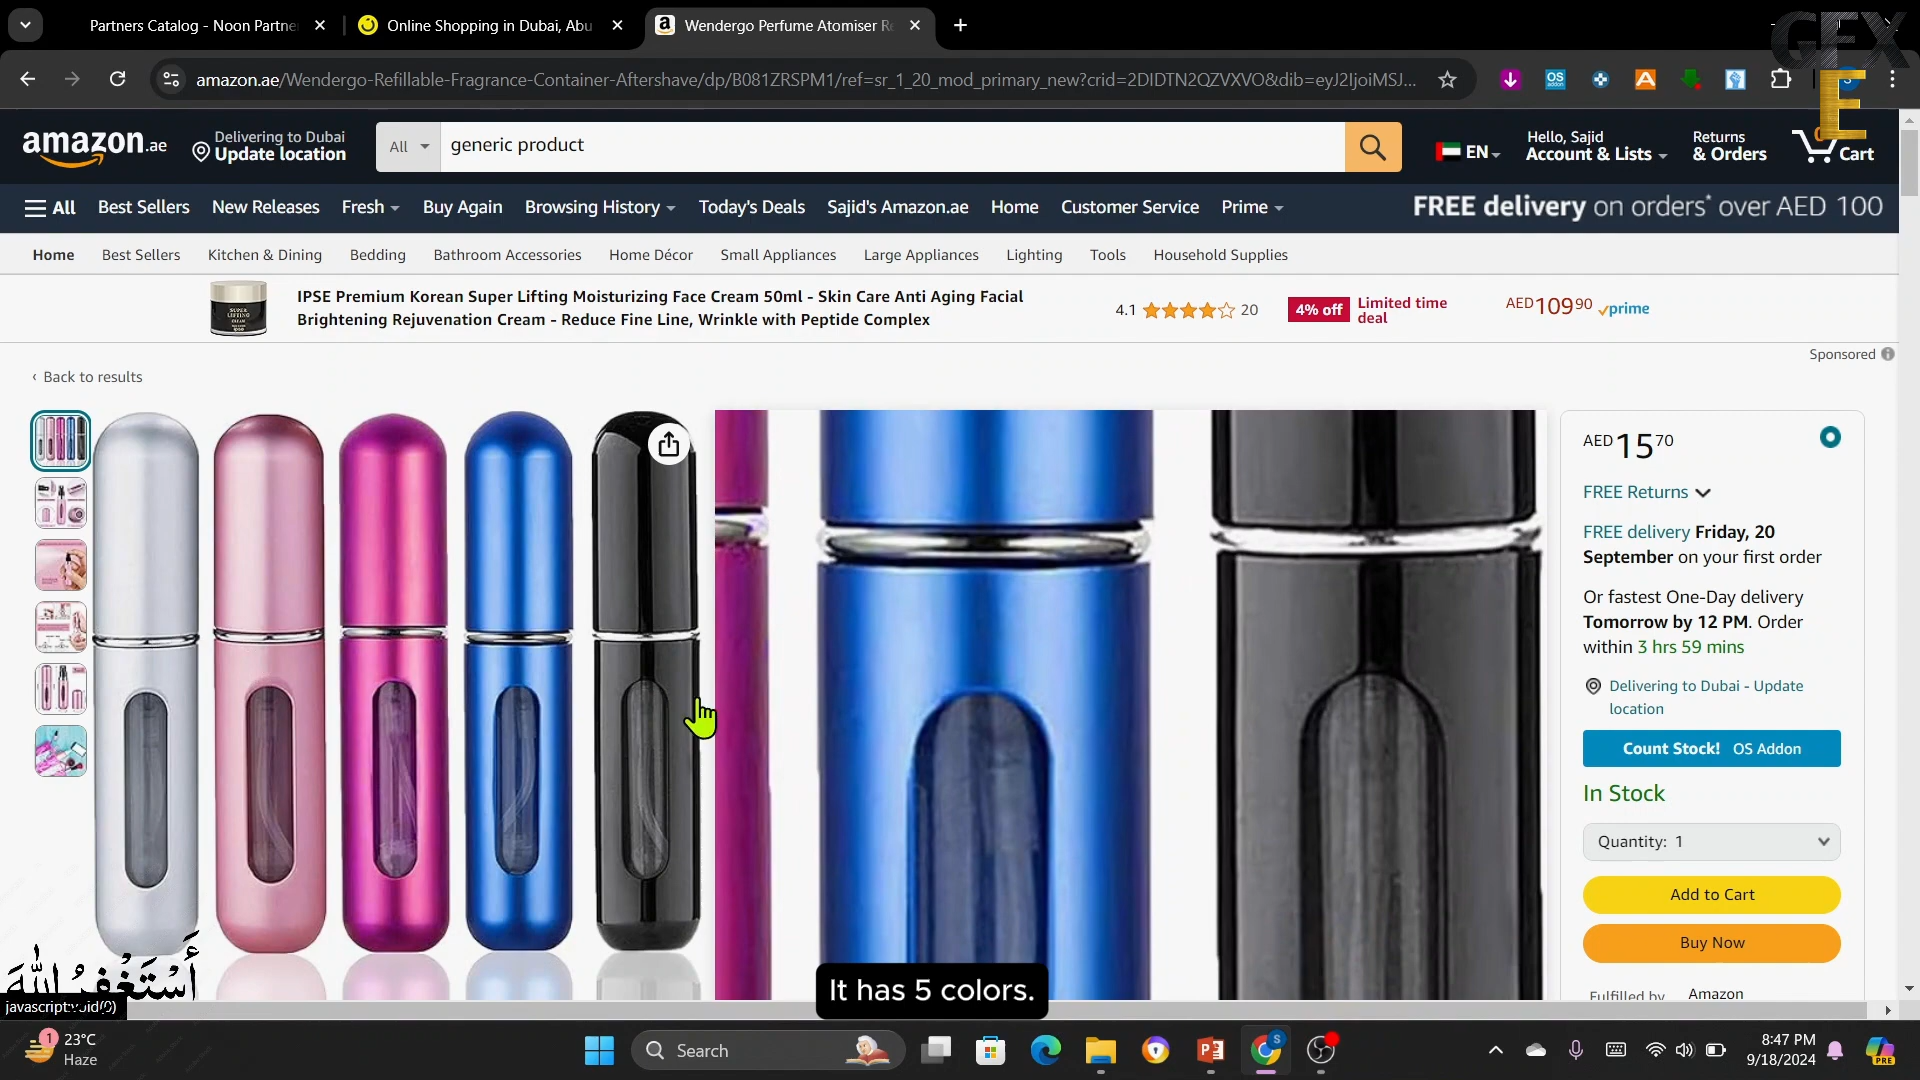 Partners Catalog - Noon Partne
Online Shopping in Dubai, Abu
Wendergo Perfume Atomiser Re
GFX
E
amazon.ae/Wendergo-Refillable-Fragrance-Container-Aftershave/dp/B081ZRSPM1/ref=sr_1_20_mod_primary_new?crid=2DIDTN2QZVXVO&dib=eyJ2IjoiMSJ...
amazon.ae
Delivering to Dubai
Update location
All
generic product
EN
Hello, Sajid
Account & Lists
Returns
& Orders
Cart
All
Best Sellers
New Releases
Fresh
Buy Again
Browsing History
Today's Deals
Sajid's Amazon.ae
Home
Customer Service
Prime
FREE delivery on orders* over AED 100
Home
Best Sellers
Kitchen & Dining
Bedding
Bathroom Accessories
Home Décor
Small Appliances
Large Appliances
Lighting
Tools
Household Supplies
IPSE Premium Korean Super Lifting Moisturizing Face Cream 50ml - Skin Care Anti Aging Facial
Brightening Rejuvenation Cream - Reduce Fine Line, Wrinkle with Peptide Complex
4.1
20
4% off
Limited time
deal
AED10990
prime
Sponsored
‹ Back to results
AED1570
FREE Returns
FREE delivery Friday, 20
September on your first order
Or fastest One-Day delivery
Tomorrow by 12 PM. Order
within 3 hrs 59 mins
Delivering to Dubai - Update
location
Count Stock! OS Addon
In Stock
Quantity: 1
Add to Cart
Buy Now
Fulfilled by Amazon
أَسْتَغْفِرُ اللهَ
It has 5 colors.
javascript:void(0)
1
23°C
Haze
Search
8:47 PM
9/18/2024